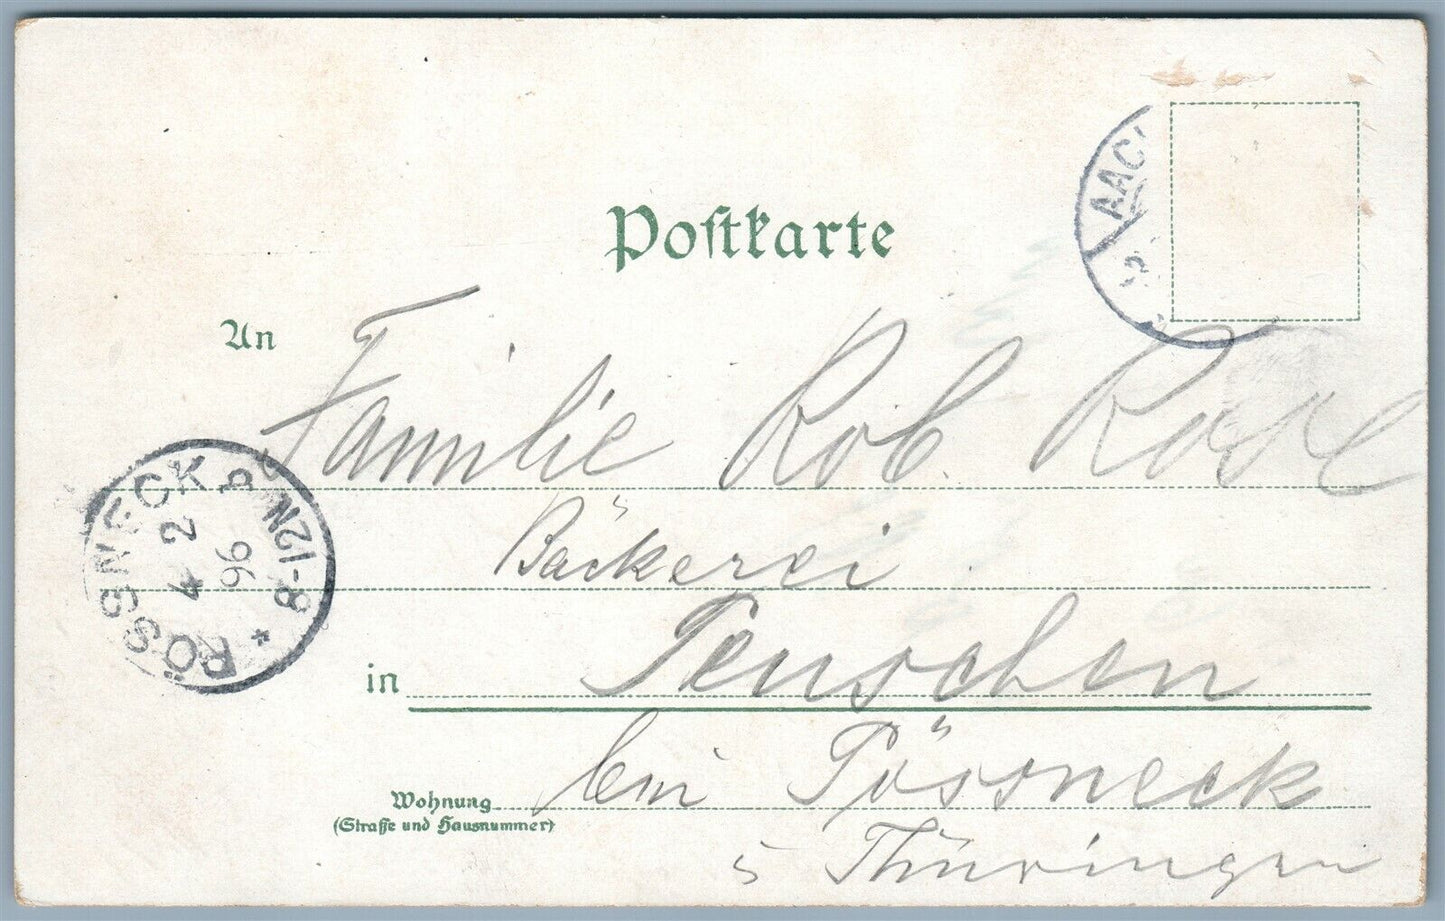 Postkarte
AAC
An Familie Rob. 
Bäckerei
PÖSSNECK
4 2
96
8-12N
in Peuschen
bei Pössneck
Wohnung
(Straße und Hausnummer)
Thüringen